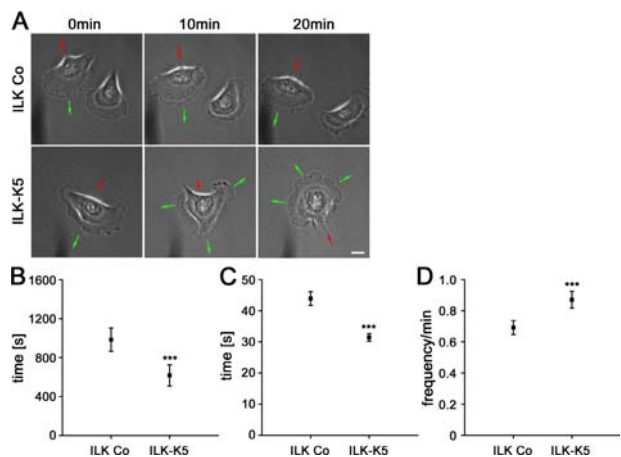 A
0min 10min 20min
ILK Co
ILK-K5
B
1600
1200
800
400
0
time [s]
***
ILK Co ILK-K5
C
50
40
30
20
10
0
time [s]
***
ILK Co ILK-K5
D
1.0
0.8
0.6
0.4
0.2
0.0
frequency/min
***
ILK Co ILK-K5